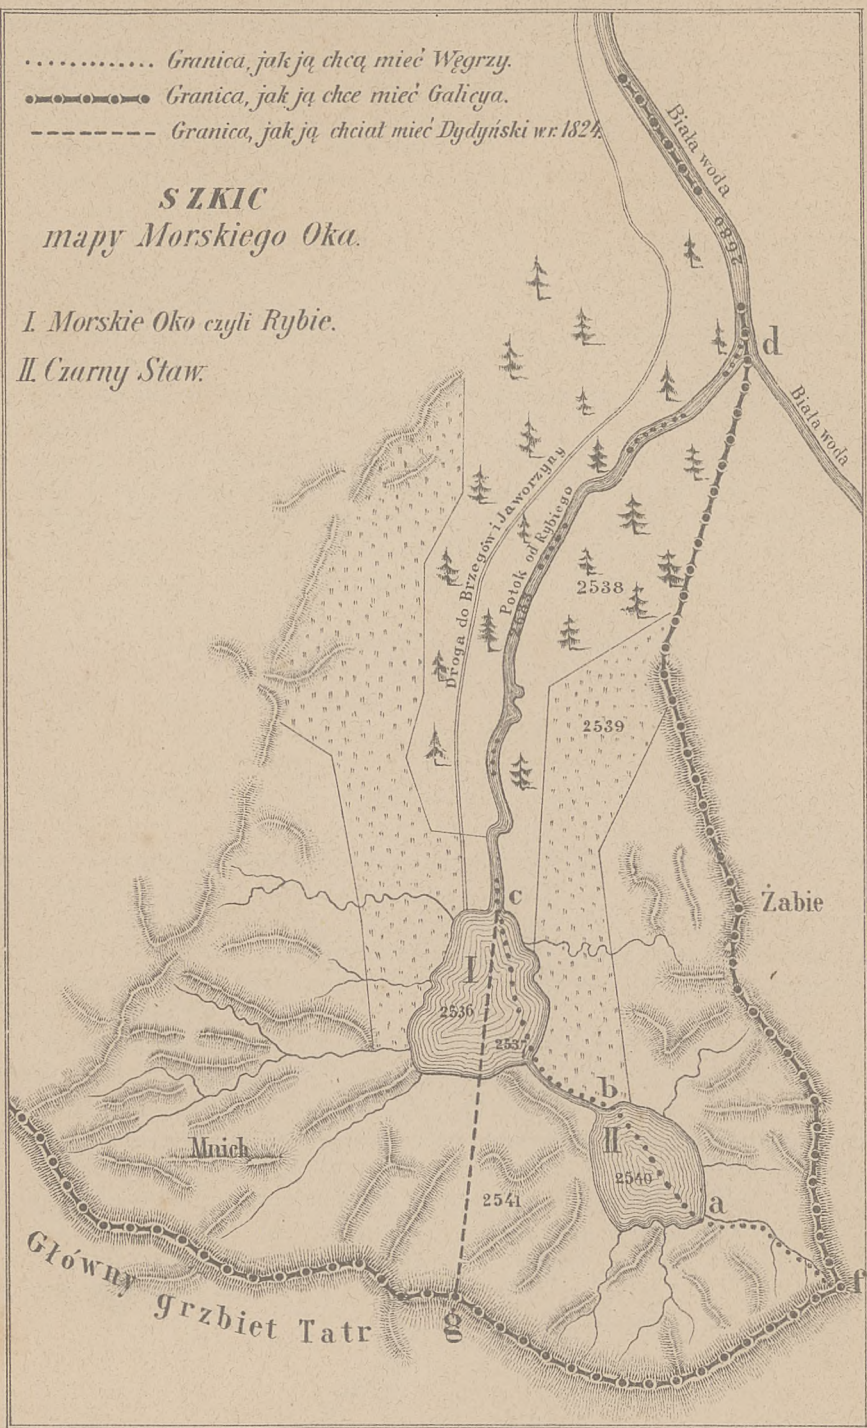 Granica, jak ją chcą mieć Węgrzy.
Granica, jak ją chce mieć Galicya.
Granica, jak ją chciał mieć Dydyński w r. 1824.
SZKIC
mapy Morskiego Oka.
I. Morskie Oko czyli Rybie.
II. Czarny Staw.
Biała woda
2680
d
Biała woda
Droga do Brzegów i Jaworzyny
Potok od Rybiego
2538
2539
c
Żabie
I
2536
2537
b
II
2540
a
Mnich
2541
f
g
Główny grzbiet Tatr